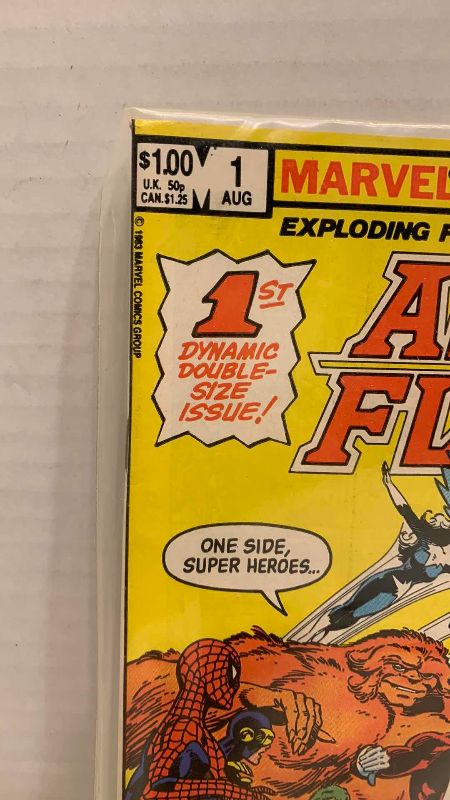 $1.00
U.K. 50p
CAN. $1.25
M
1
AUG
MARVEL
EXPLODING
© 1983 MARVEL COMICS GROUP
1ST
DYNAMIC
DOUBLE-
SIZE
ISSUE!
A
FL
ONE SIDE,
SUPER HEROES...